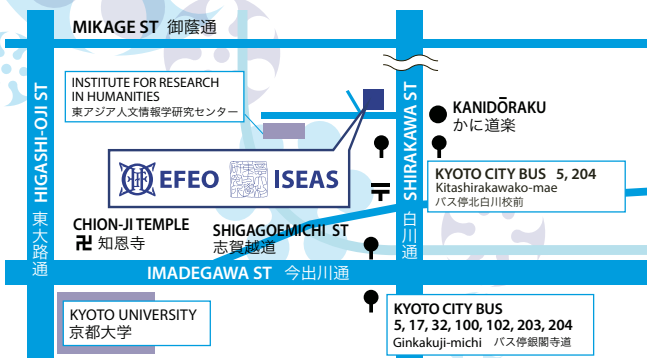 MIKAGE ST 御蔭通
HIGASHI-OJI ST 東大路通
INSTITUTE FOR RESEARCH
IN HUMANITIES
東アジア人文情報学研究センター
SHIRAKAWA ST 白川通
KANIDŌRAKU
かに道楽
EFEO ISEAS
KYOTO CITY BUS 5, 204
Kitashirakawako-mae
バス停北白川校前
〒
CHION-JI TEMPLE
卍 知恩寺
SHIGAGOEMICHI ST
志賀越道
IMADEGAWA ST 今出川通
KYOTO UNIVERSITY
京都大学
KYOTO CITY BUS
5, 17, 32, 100, 102, 203, 204
Ginkakuji-michi バス停銀閣寺道